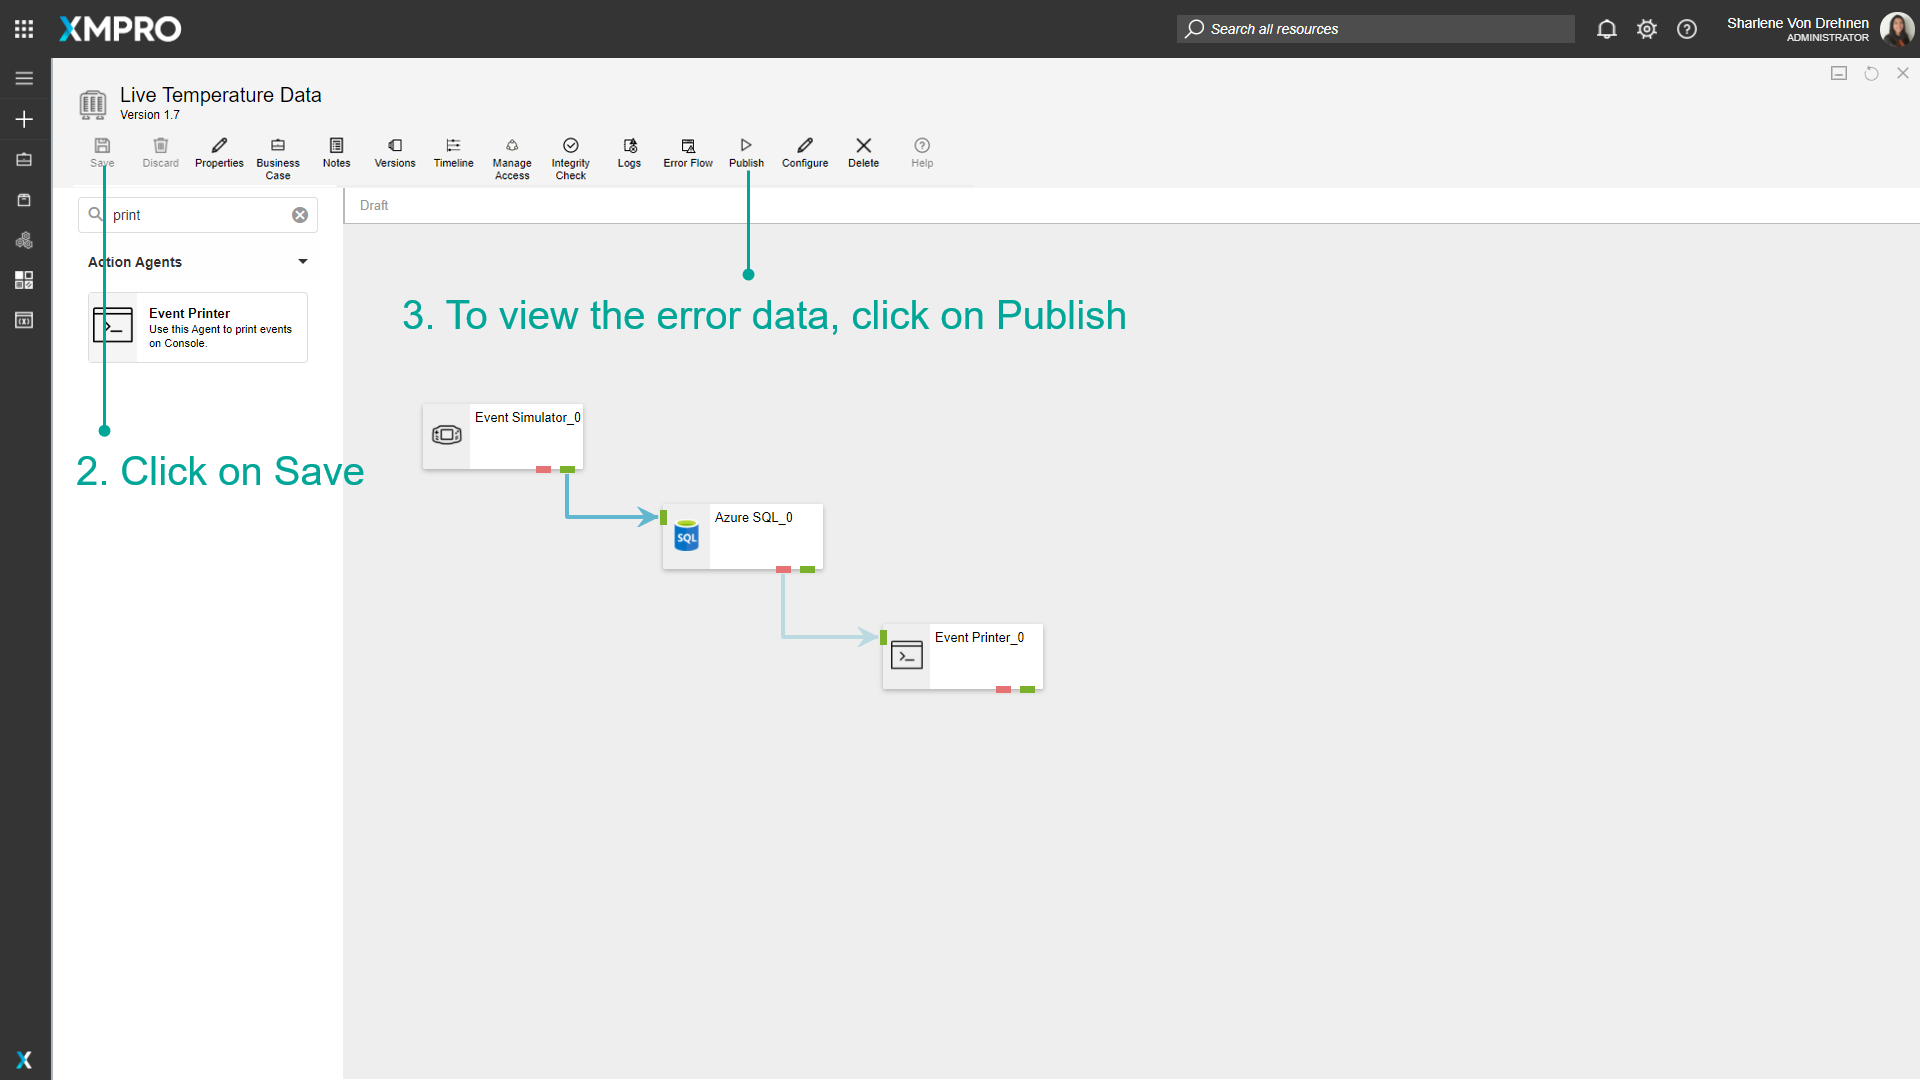 XMPRO
Search all resources
Sharlene Von Drehnen
ADMINISTRATOR
Live Temperature Data
Version 1.7
Save
Discard
Properties
Business
Case
Notes
Versions
Timeline
Manage
Access
Integrity
Check
Logs
Error Flow
Publish
Configure
Delete
Help
print
Draft
Action Agents
Event Printer
Use this Agent to print events
on Console.
3. To view the error data, click on Publish
2. Click on Save
Event Simulator_0
Azure SQL_0
SQL
Event Printer_0